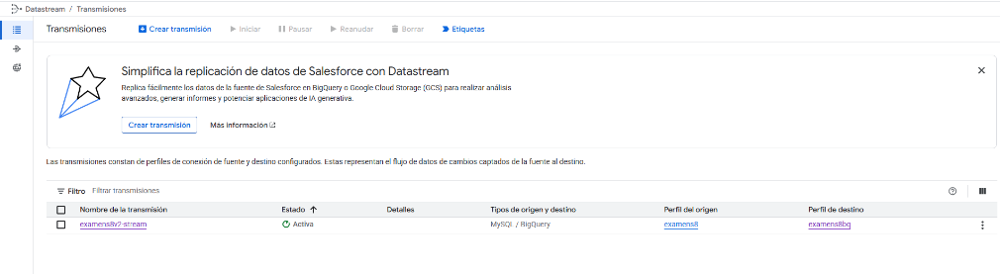 Datastream / Transmisiones
Transmisiones Crear transmisión Iniciar Pausar Reanudar Borrar Etiquetas
Simplifica la replicación de datos de Salesforce con Datastream
Replica fácilmente los datos de la fuente de Salesforce en BigQuery o Google Cloud Storage (GCS) para realizar análisis
avanzados, generar informes y potenciar aplicaciones de IA generativa.
Crear transmisión Más información
Las transmisiones constan de perfiles de conexión de fuente y destino configurados. Estas representan el flujo de datos de cambios captados de la fuente al destino.
Filtro Filtrar transmisiones
Nombre de la transmisión Estado Detalles Tipos de origen y destino Perfil del origen Perfil de destino
examens8v2-stream Activa MySQL / BigQuery examens8 examens8bq